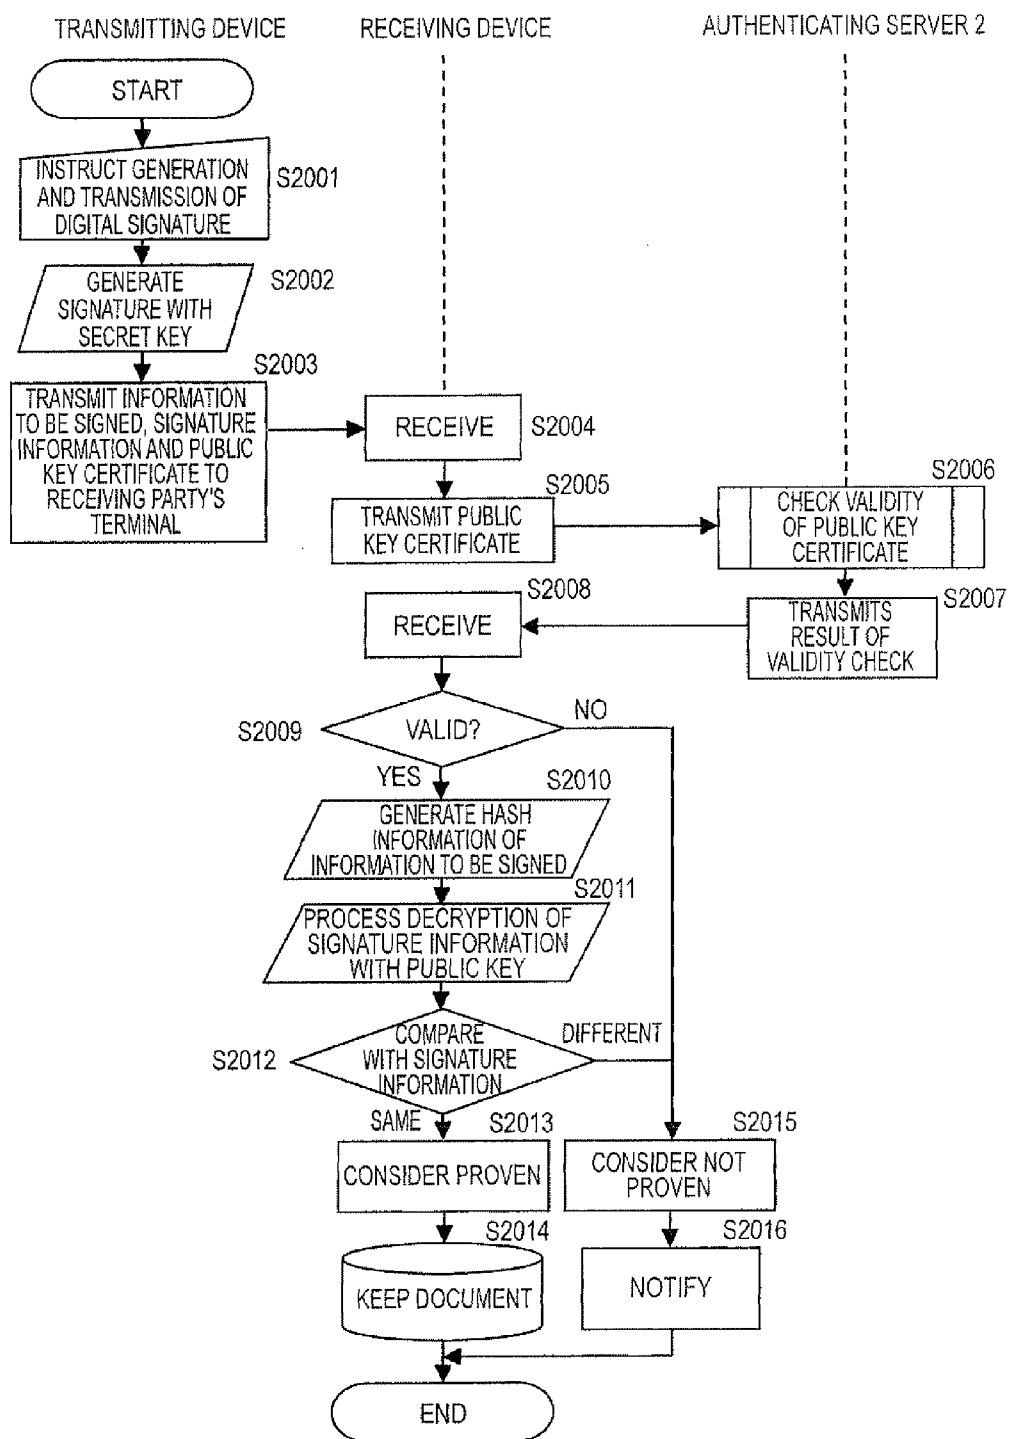 TRANSMITTING DEVICE
RECEIVING DEVICE
AUTHENTICATING SERVER 2
START
INSTRUCT GENERATION
AND TRANSMISSION OF
DIGITAL SIGNATURE
S2001
GENERATE
SIGNATURE WITH
SECRET KEY
S2002
S2003
TRANSMIT INFORMATION
TO BE SIGNED, SIGNATURE
INFORMATION AND PUBLIC
KEY CERTIFICATE TO
RECEIVING PARTY'S
TERMINAL
RECEIVE
S2004
S2005
TRANSMIT PUBLIC
KEY CERTIFICATE
S2006
CHECK VALIDITY
OF PUBLIC KEY
CERTIFICATE
S2007
TRANSMITS
RESULT OF
VALIDITY CHECK
S2008
RECEIVE
S2009
VALID?
NO
YES
S2010
GENERATE HASH
INFORMATION OF
INFORMATION TO BE SIGNED
S2011
PROCESS DECRYPTION OF
SIGNATURE INFORMATION
WITH PUBLIC KEY
S2012
COMPARE
WITH SIGNATURE
INFORMATION
DIFFERENT
SAME
S2013
CONSIDER PROVEN
S2015
CONSIDER NOT
PROVEN
S2014
KEEP DOCUMENT
S2016
NOTIFY
END